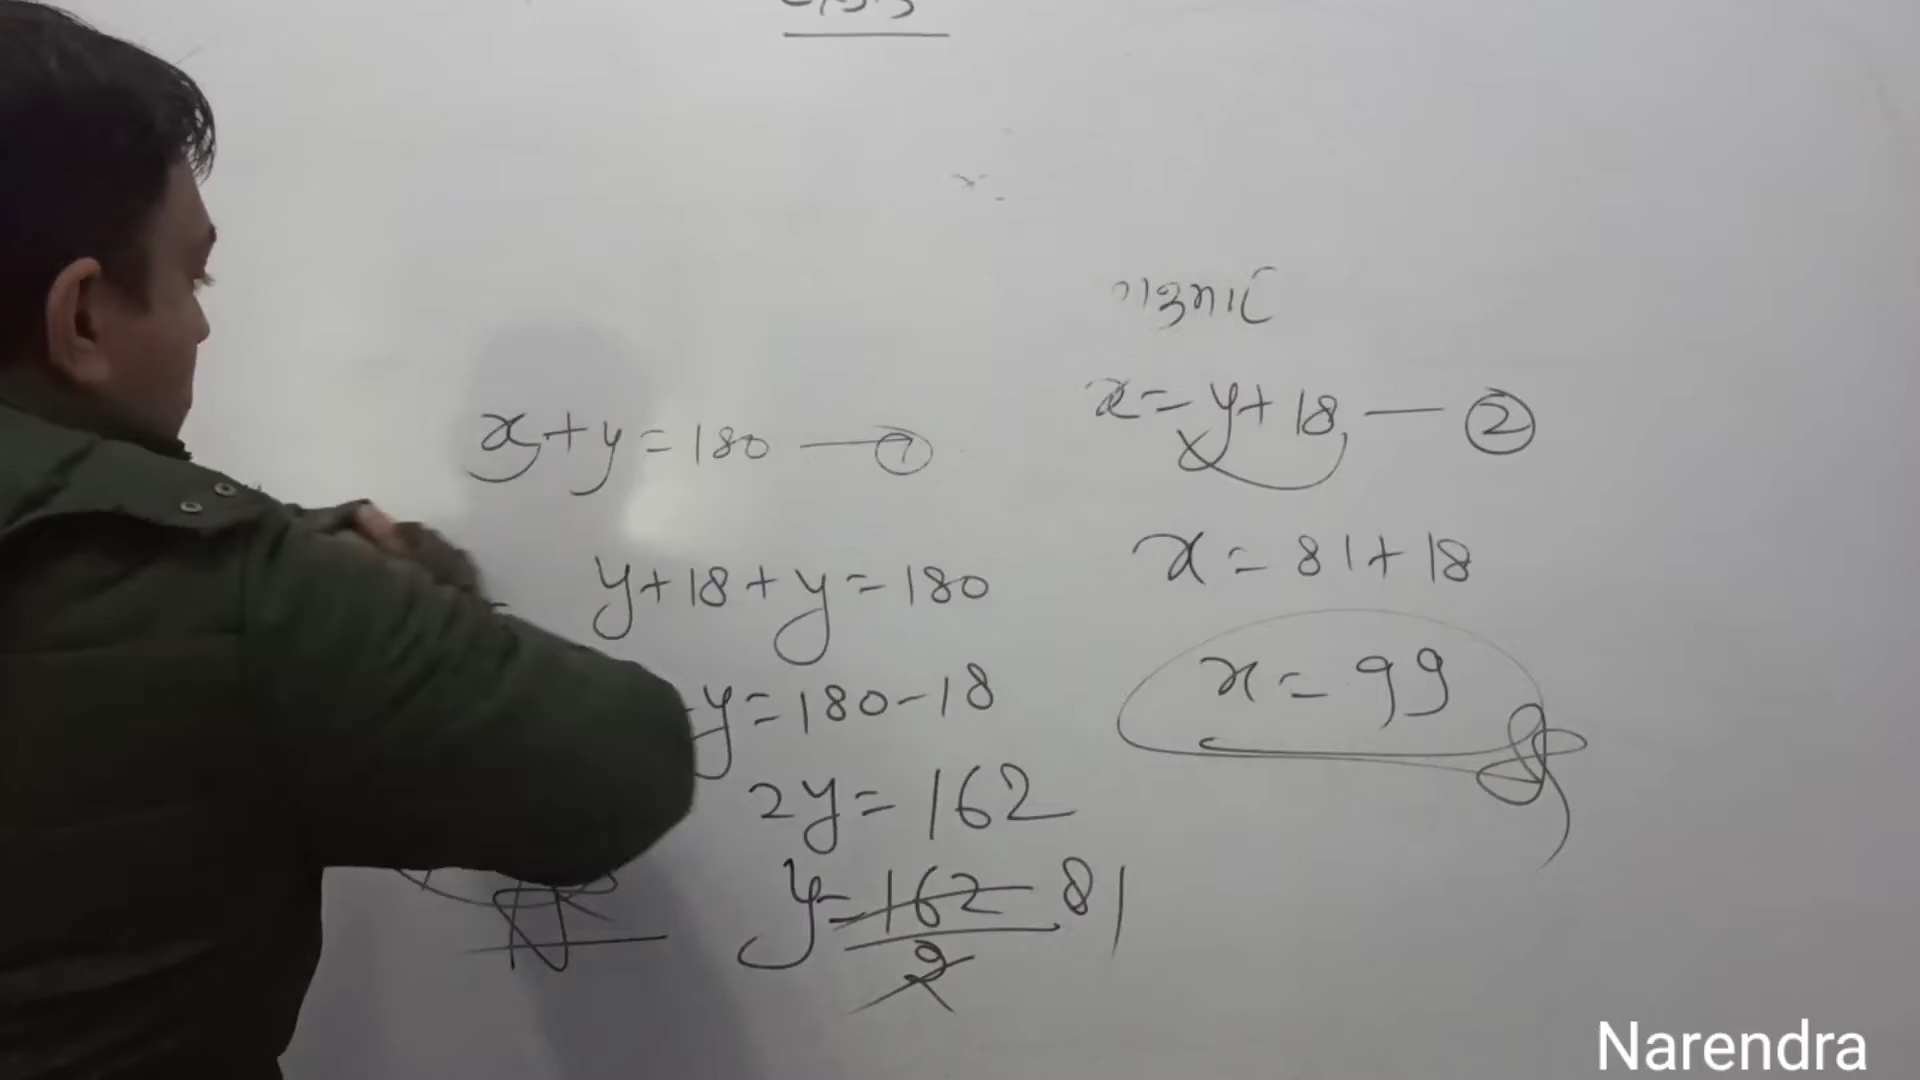 x + y = 180 — ①
y + 18 + y = 180
y = 180 - 18
2y = 162
y = 162/2 81
x = y + 18 — ②
x = 81 + 18
x = 99
Narendra